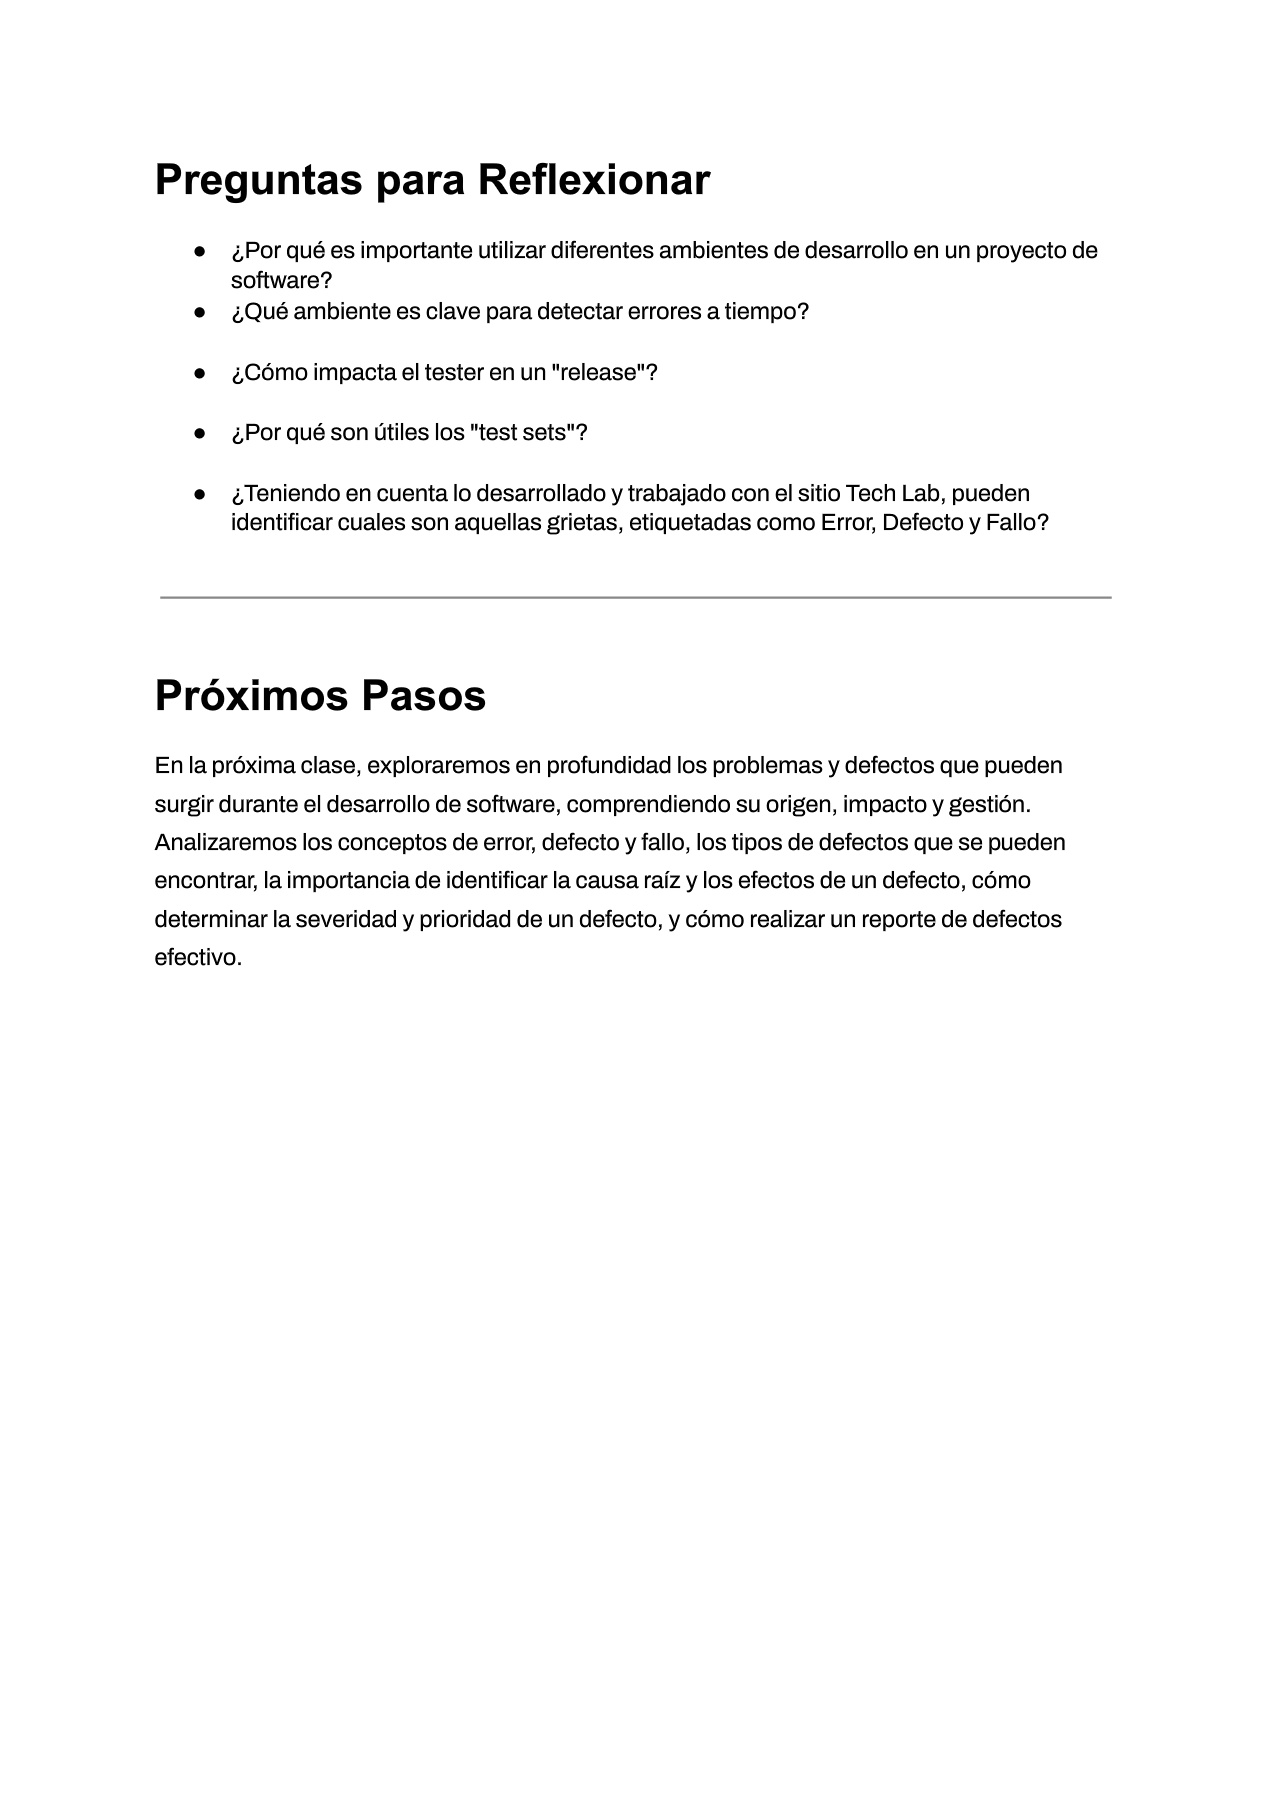 Preguntas para Reflexionar
● ¿Por qué es importante utilizar diferentes ambientes de desarrollo en un proyecto de
software?
● ¿Qué ambiente es clave para detectar errores a tiempo?
● ¿Cómo impacta el tester en un "release"?
● ¿Por qué son útiles los "test sets"?
● ¿Teniendo en cuenta lo desarrollado y trabajado con el sitio Tech Lab, pueden
identificar cuales son aquellas grietas, etiquetadas como Error, Defecto y Fallo?
Próximos Pasos
En la próxima clase, exploraremos en profundidad los problemas y defectos que pueden
surgir durante el desarrollo de software, comprendiendo su origen, impacto y gestión.
Analizaremos los conceptos de error, defecto y fallo, los tipos de defectos que se pueden
encontrar, la importancia de identificar la causa raíz y los efectos de un defecto, cómo
determinar la severidad y prioridad de un defecto, y cómo realizar un reporte de defectos
efectivo.